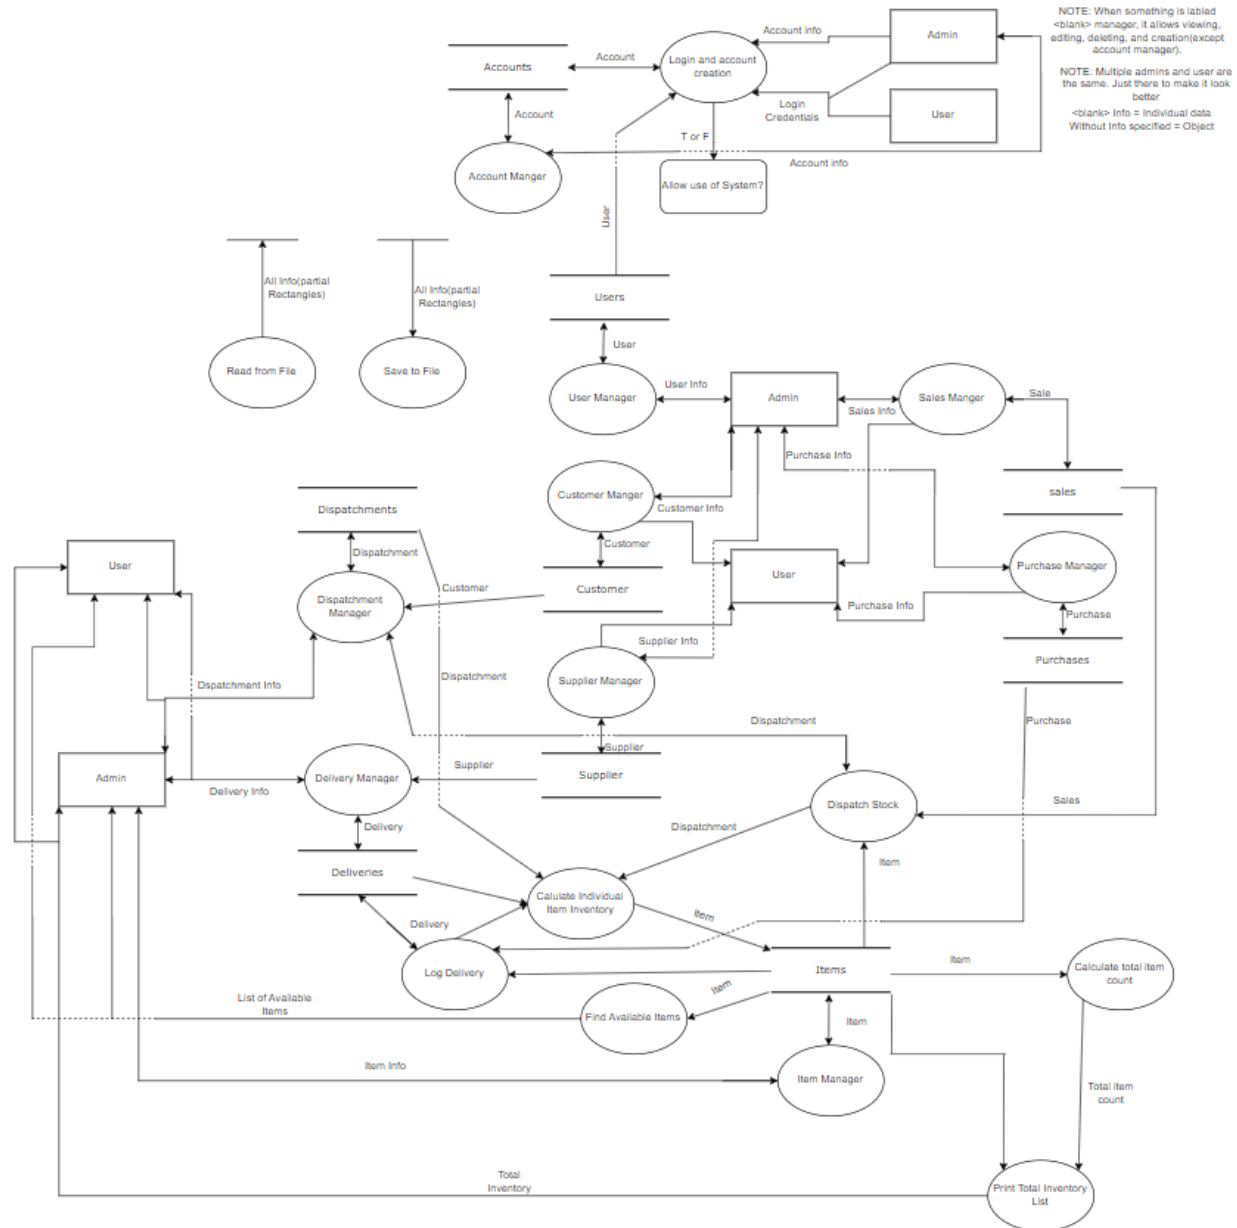 NOTE: When something is labled
<blank> manager, it allows viewing,
editing, deleting, and creation(except
account manager).
NOTE: Multiple admins and user are
the same. Just there to make it look
better
<blank> Info = Individual data
Without Info specified = Object
Account info
Admin
Account
Accounts
Login and account
creation
Login
Credentials
User
Account
T or F
Account info
Account Manger
Allow use of System?
User
All Info(partial
Rectangles)
All Info(partial
Rectangles)
Users
User
Read from File
Save to File
User Manager
User Info
Admin
Sales Info
Sales Manger
Sale
Purchase Info
Customer Manger
Customer Info
sales
Dispatchments
Dispatchment
Customer
User
User
Purchase Manager
Dispatchment
Manager
Customer
Customer
Purchase Info
Purchase
Supplier Info
Purchases
Dispatchment
Supplier Manager
Dspatchment Info
Dispatchment
Purchase
Supplier
Admin
Delivery Info
Delivery Manager
Supplier
Supplier
Dispatch Stock
Sales
Delivery
Dispatchment
Item
Deliveries
Calulate Individual
Item Inventory
Delivery
item
Log Delivery
Items
Item
Calculate total item
count
Item
List of Available
Items
Find Available Items
Item
Item Info
Item Manager
Total item
count
Total
Inventory
Print Total Inventory
List